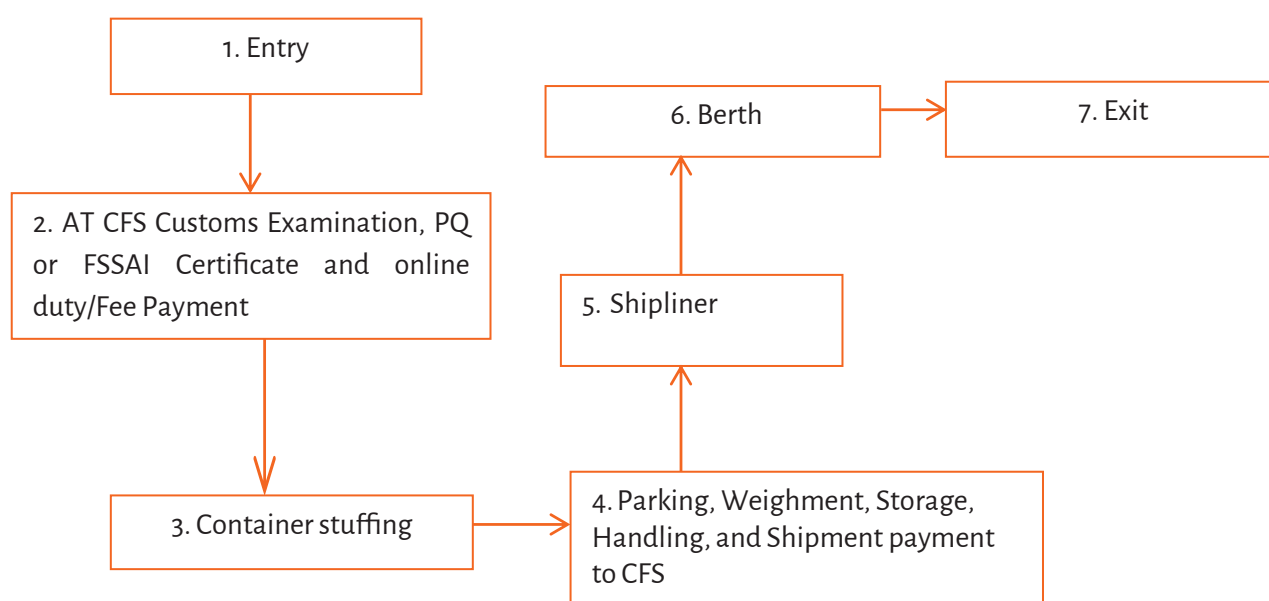 1. Entry
2. AT CFS Customs Examination, PQ
or FSSAI Certificate and online
duty/Fee Payment
3. Container stuffing
4. Parking, Weighment, Storage,
Handling, and Shipment payment
to CFS
5. Shipliner
6. Berth
7. Exit